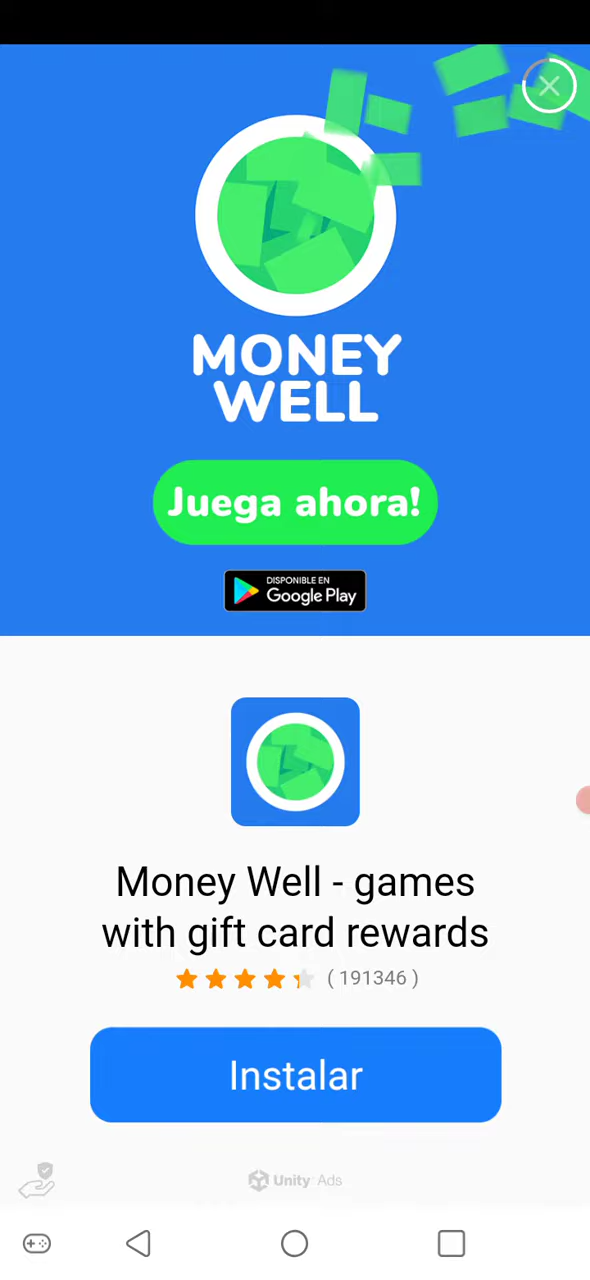 MONEY
WELL
Juega ahora!
DISPONIBLE EN
Google Play
Money Well - games
with gift card rewards
( 191346 )
Instalar
Unity Ads